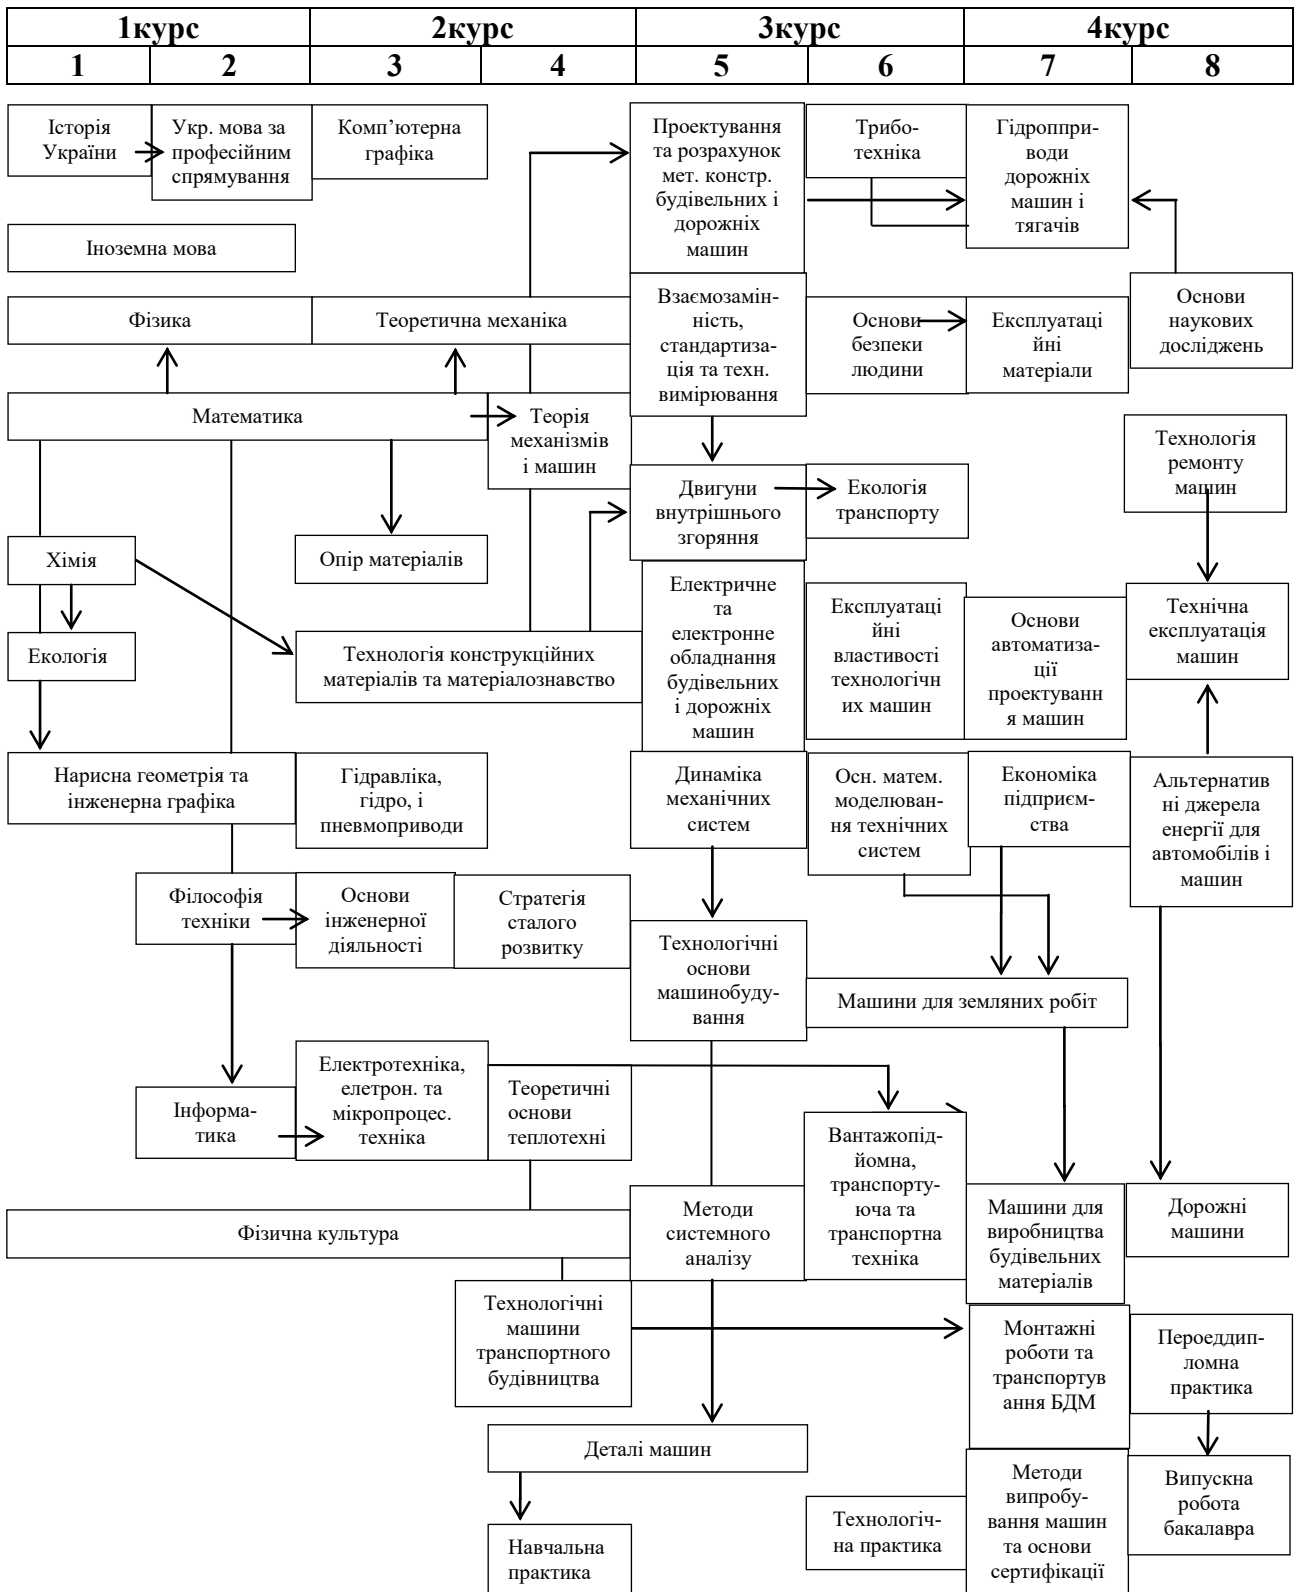 1курс
2курс
3курс
4курс
1
2
3
4
5
6
7
8
Історія
України
Укр. мова за
професійним
спрямування
Комп’ютерна
графіка
Проектування
та розрахунок
мет. констр.
будівельних і
дорожніх
машин
Трибо-
техніка
Гідроппри-
води
дорожніх
машин і
тягачів
Іноземна мова
Фізика
Теоретична механіка
Взаємозамін-
ність,
стандартиза-
ція та техн.
вимірювання
Основи
безпеки
людини
Експлуатаці
йні
матеріали
Основи
наукових
досліджень
Математика
Теорія
механізмів
і машин
Технологія
ремонту
машин
Двигуни
внутрішнього
згоряння
Екологія
транспорту
Хімія
Опір матеріалів
Екологія
Технологія конструкційних
матеріалів та матеріалознавство
Електричне
та
електронне
обладнання
будівельних
і дорожніх
машин
Експлуатаці
йні
властивості
технологічн
их машин
Основи
автоматиза-
ції
проектуванн
я машин
Технічна
експлуатація
машин
Нарисна геометрія та
інженерна графіка
Гідравліка,
гідро, і
пневмоприводи
Динаміка
механічних
систем
Осн. матем.
моделюван-
ня технічних
систем
Економіка
підприєм-
ства
Альтернатив
ні джерела
енергії для
автомобілів і
машин
Філософія
техніки
Основи
інженерної
діяльності
Стратегія
сталого
розвитку
Технологічні
основи
машинобуду-
вання
Машини для земляних робіт
Інформа-
тика
Електротехніка,
елетрон. та
мікропроцес.
техніка
Теоретичні
основи
теплотехні
Вантажопід-
йомна,
транспорту-
юча та
транспортна
техніка
Фізична культура
Методи
системного
аналізу
Машини для
виробництва
будівельних
матеріалів
Дорожні
машини
Технологічні
машини
транспортного
будівництва
Монтажні
роботи та
транспортув
ання БДМ
Пероеддип-
ломна
практика
Деталі машин
Навчальна
практика
Технологіч-
на практика
Методи
випробу-
вання машин
та основи
сертифікації
Випускна
робота
бакалавра